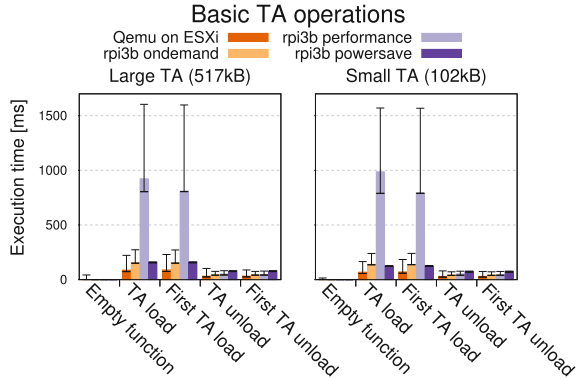 Basic TA operations
Qemu on ESXi
rpi3b performance
rpi3b ondemand
rpi3b powersave
Large TA (517kB)
Small TA (102kB)
Execution time [ms]
1500
1000
500
0
Empty function
TA load
First TA load
TA unload
First TA unload
Empty function
TA load
First TA load
TA unload
First TA unload